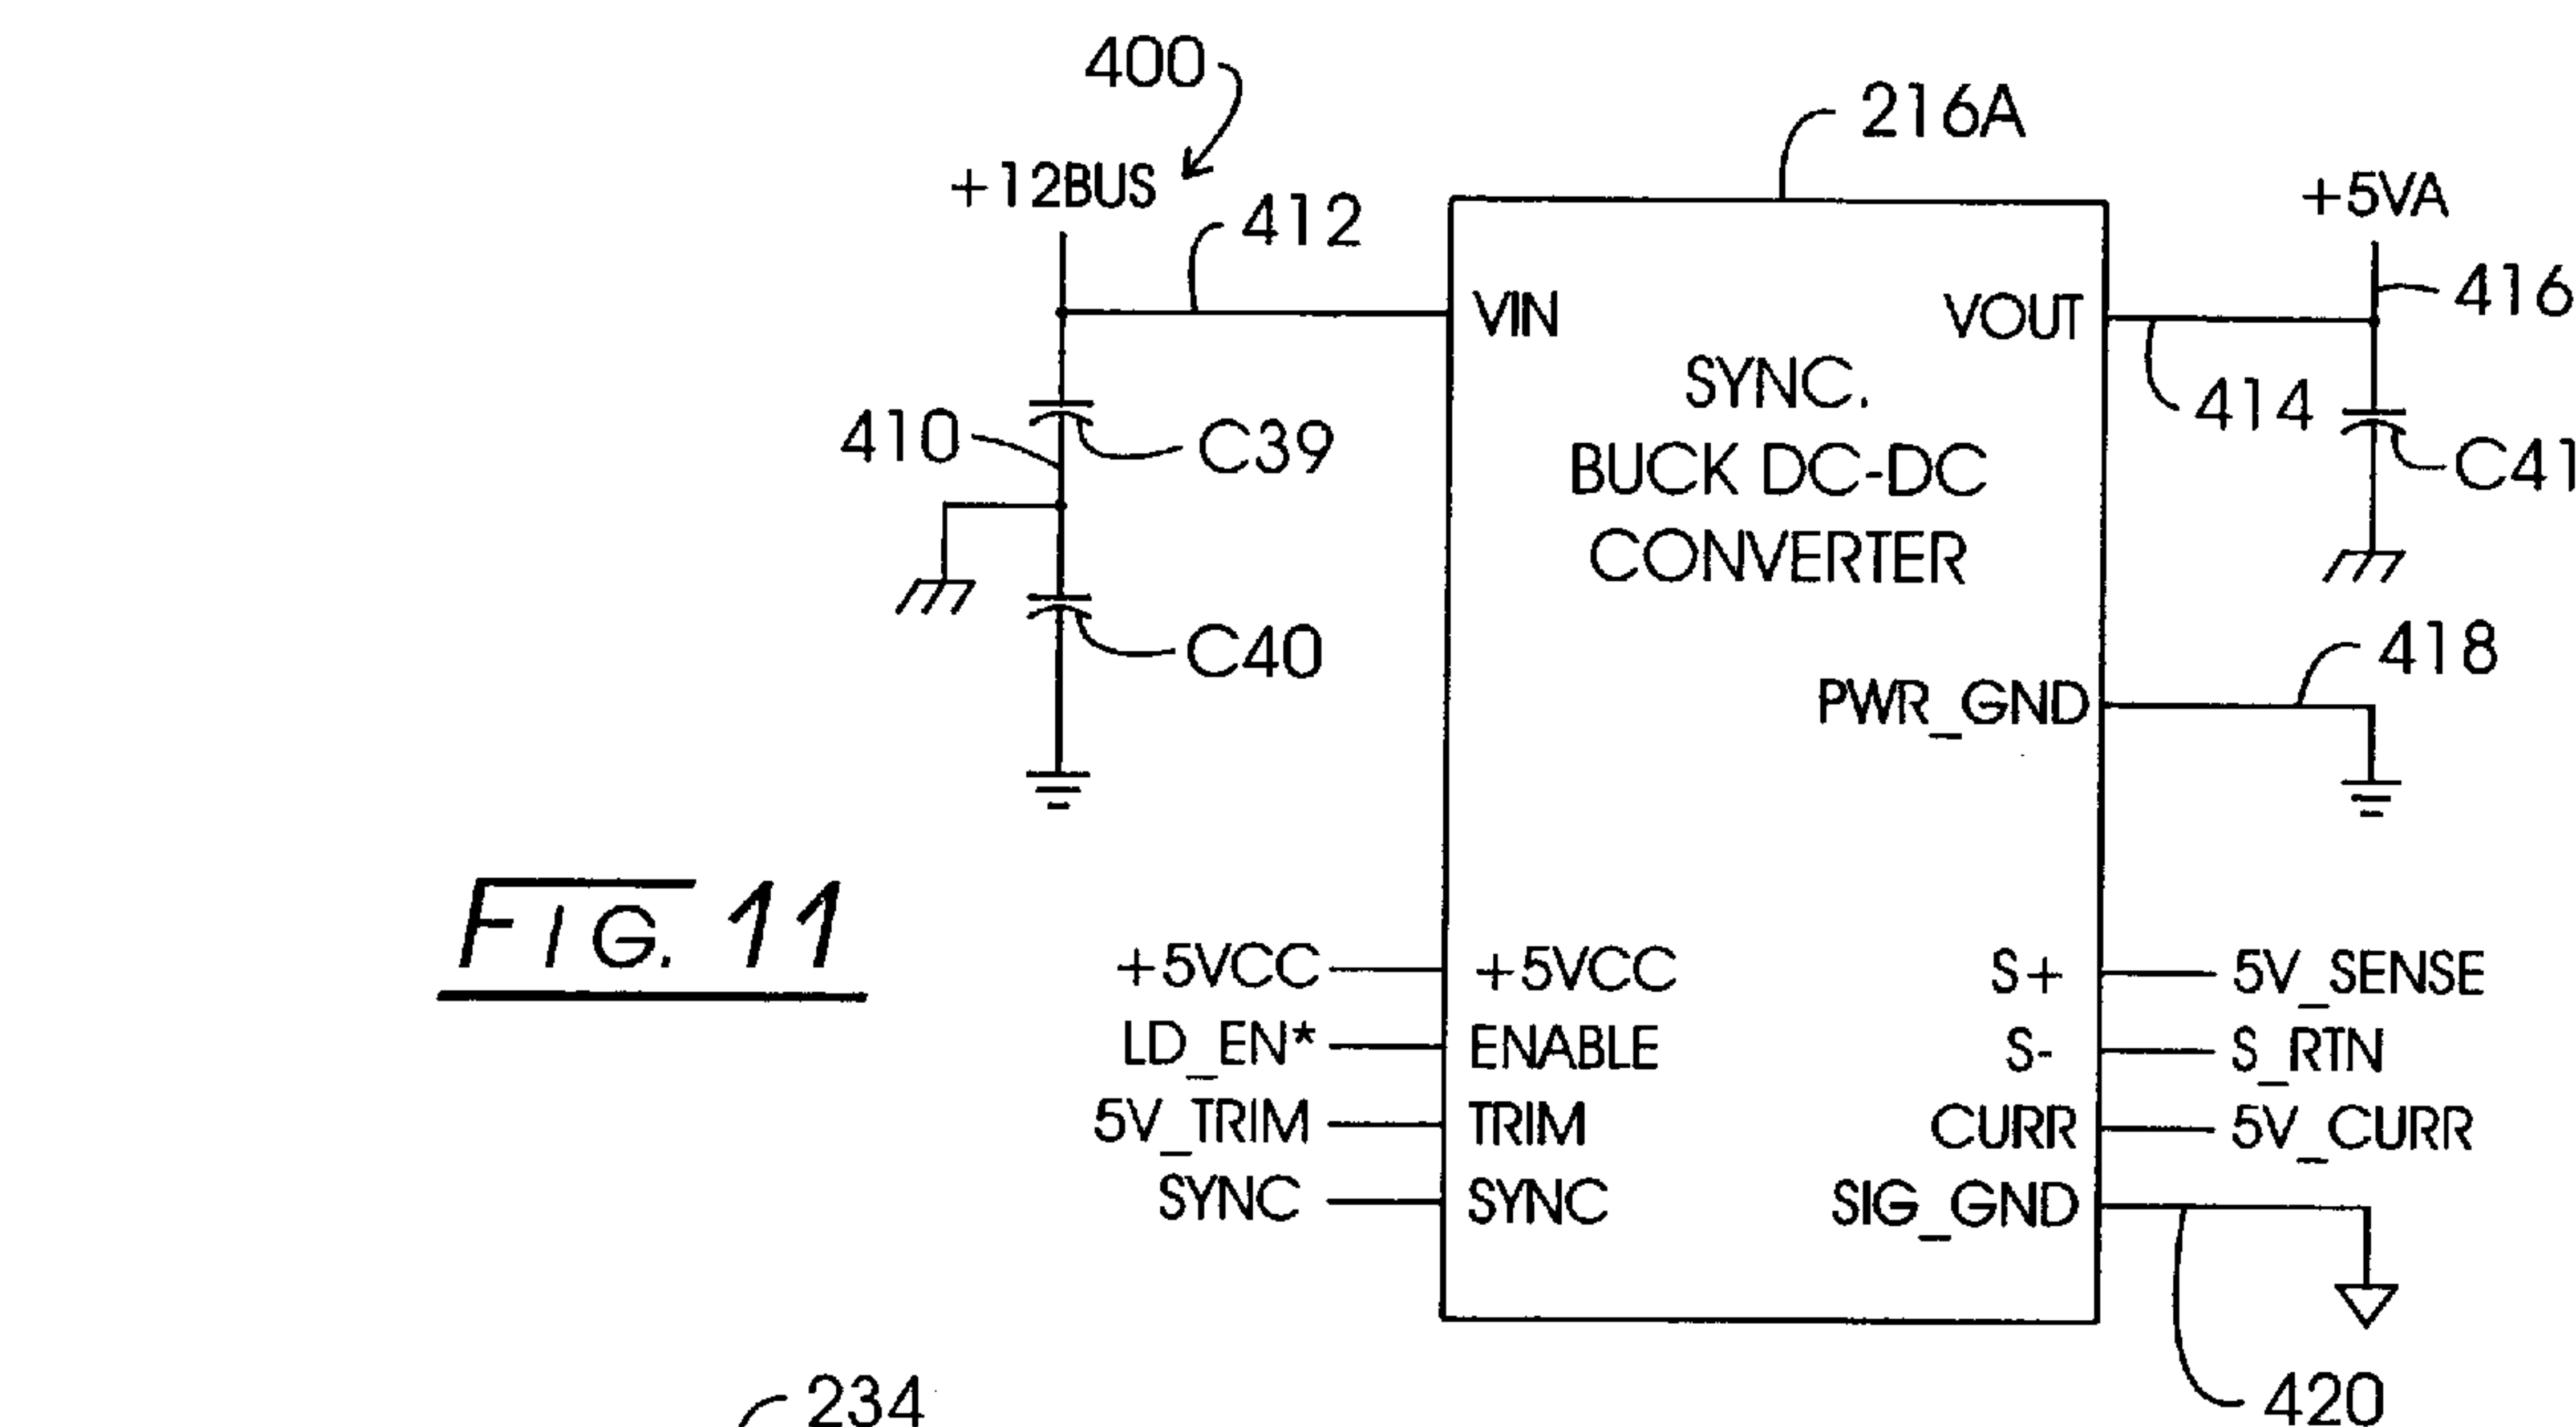 400
216A
+12BUS
+5VA
412
416
VIN
VOUT
SYNC.
BUCK DC-DC
CONVERTER
410
C39
414
C41
C40
418
PWR_GND
FIG. 11
+5VCC
+5VCC
S+
5V_SENSE
LD_EN*
ENABLE
S-
S_RTN
5V_TRIM
TRIM
CURR
5V_CURR
SYNC
SYNC
SIG_GND
234
420